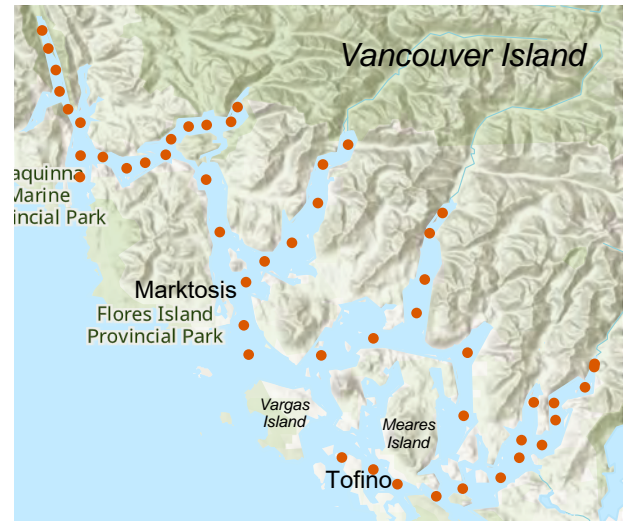 Vancouver Island
aquinna
Marine
incial Park
Marktosis
Flores Island
Provincial Park
Vargas
Island
Meares
Island
Tofino